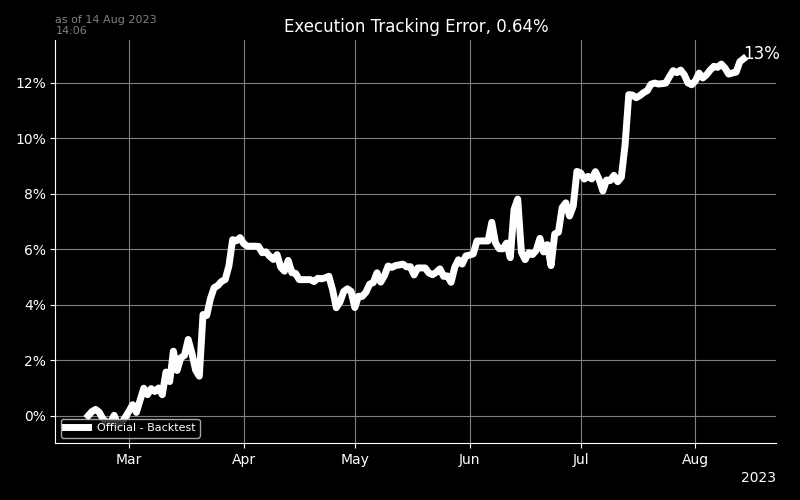 as of 14 Aug 2023
14:06
Execution Tracking Error, 0.64%
13%
12%
10%
8%
6%
4%
2%
0%
Official - Backtest
Mar
Apr
May
Jun
Jul
Aug
2023